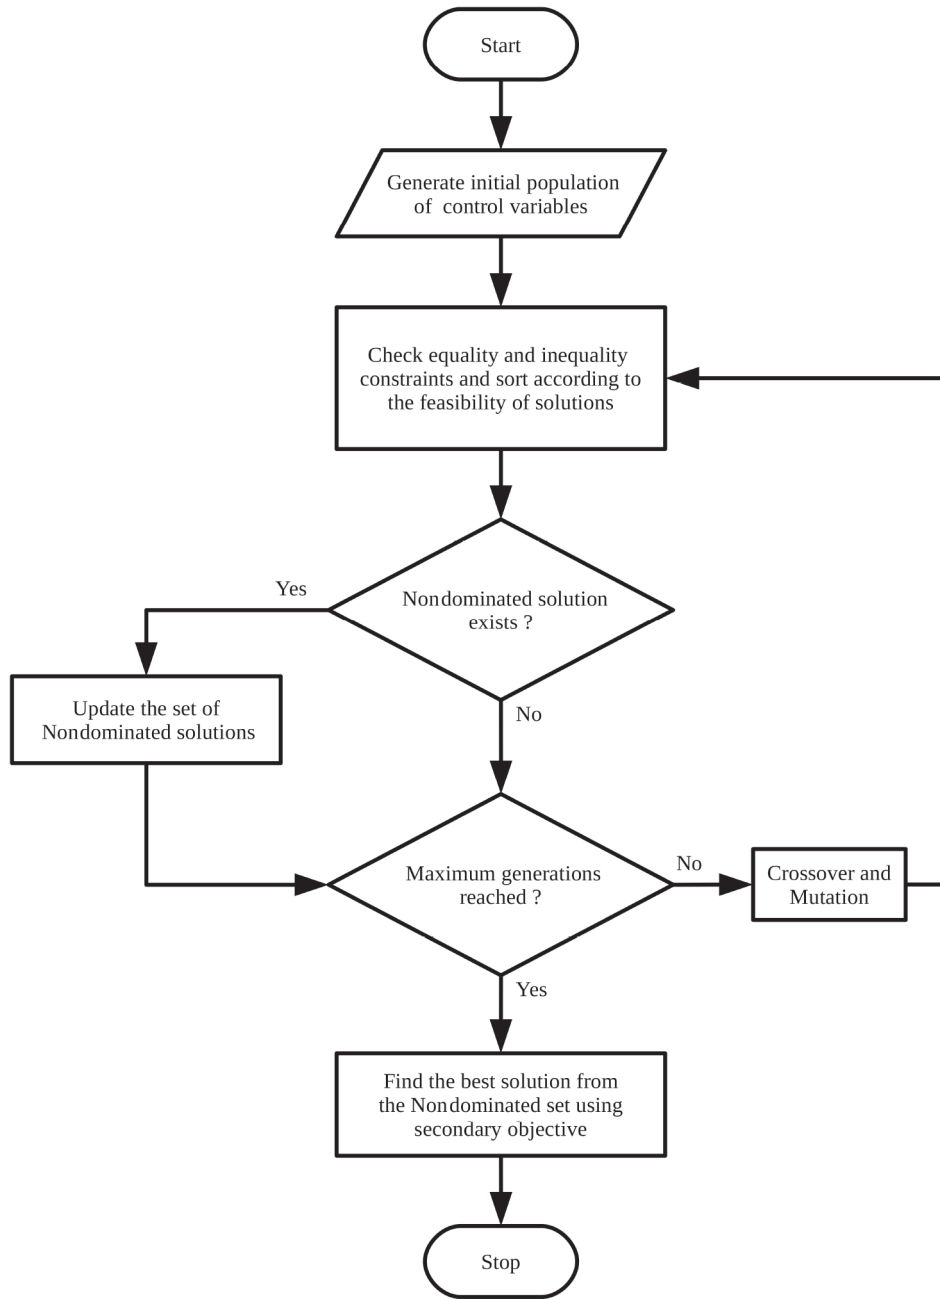 Start
Generate initial population
of control variables
Check equality and inequality
constraints and sort according to
the feasibility of solutions
Yes
Nondominated solution
exists ?
Update the set of
Nondominated solutions
No
Maximum generations
reached ?
No
Crossover and
Mutation
Yes
Find the best solution from
the Nondominated set using
secondary objective
Stop